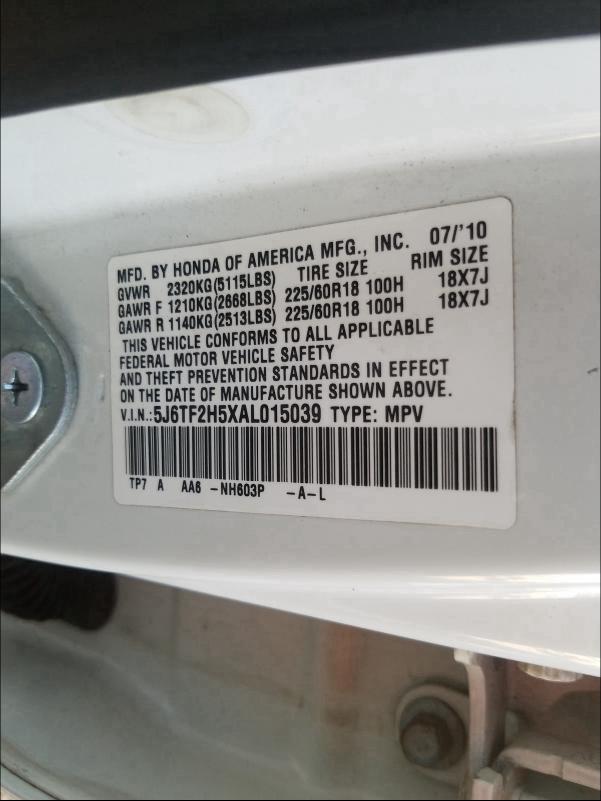 MFD. BY HONDA OF AMERICA MFG., INC. 07/'10
GVWR 2320KG(5115LBS) TIRE SIZE RIM SIZE
GAWR F 1210KG(2668LBS) 225/60R18 100H 18X7J
GAWR R 1140KG(2513LBS) 225/60R18 100H 18X7J
THIS VEHICLE CONFORMS TO ALL APPLICABLE
FEDERAL MOTOR VEHICLE SAFETY
AND THEFT PREVENTION STANDARDS IN EFFECT
ON THE DATE OF MANUFACTURE SHOWN ABOVE.
V.I.N.:5J6TF2H5XAL015039 TYPE: MPV
TP7 A AA6 -NH603P -A-L